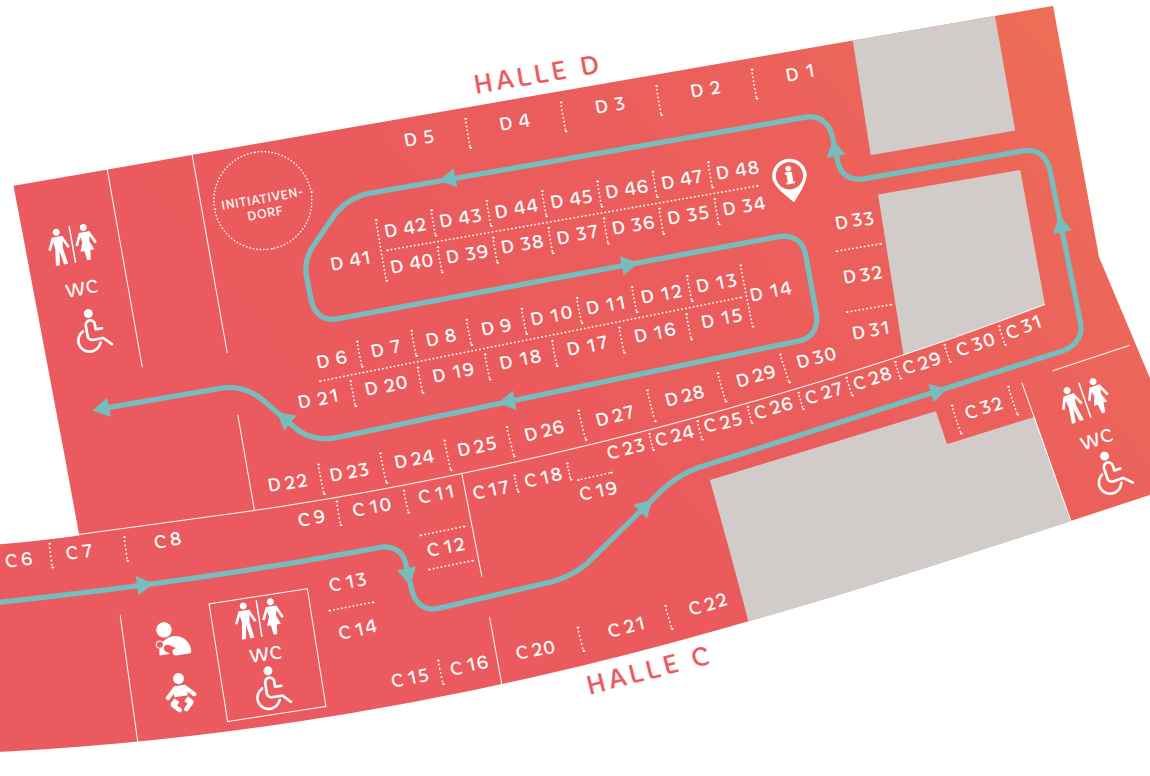 HALLE D
D 1
D 2
D 3
D 4
D 5
INITIATIVEN-
DORF
D 41
D 42
D 43
D 44
D 45
D 46
D 47
D 48
i
D 40
D 39
D 38
D 37
D 36
D 35
D 34
D 33
D 32
D 31
WC
D 6
D 7
D 8
D 9
D 10
D 11
D 12
D 13
D 14
D 21
D 20
D 19
D 18
D 17
D 16
D 15
D 22
D 23
D 24
D 25
D 26
D 27
D 28
D 29
D 30
C 6
C 7
C 8
C 9
C 10
C 11
C 17
C 18
C 19
C 23
C 24
C 25
C 26
C 27
C 28
C 29
C 30
C 31
C 32
WC
C 12
C 13
C 14
WC
C 15
C 16
C 20
C 21
C 22
HALLE C